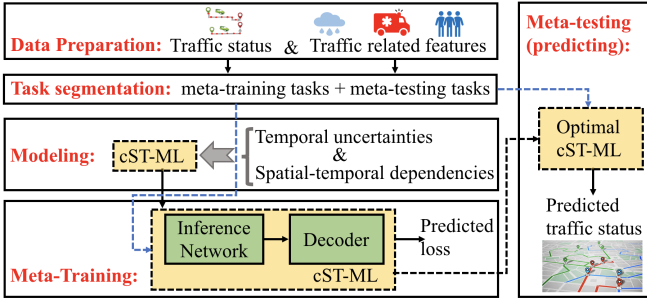 Data Preparation: Traffic status & Traffic related features
Task segmentation: meta-training tasks + meta-testing tasks
Modeling: cST-ML
Temporal uncertainties
&
Spatial-temporal dependencies
Meta-Training:
Inference
Network
Decoder
cST-ML
Predicted
loss
Meta-testing
(predicting):
Optimal
cST-ML
Predicted
traffic status